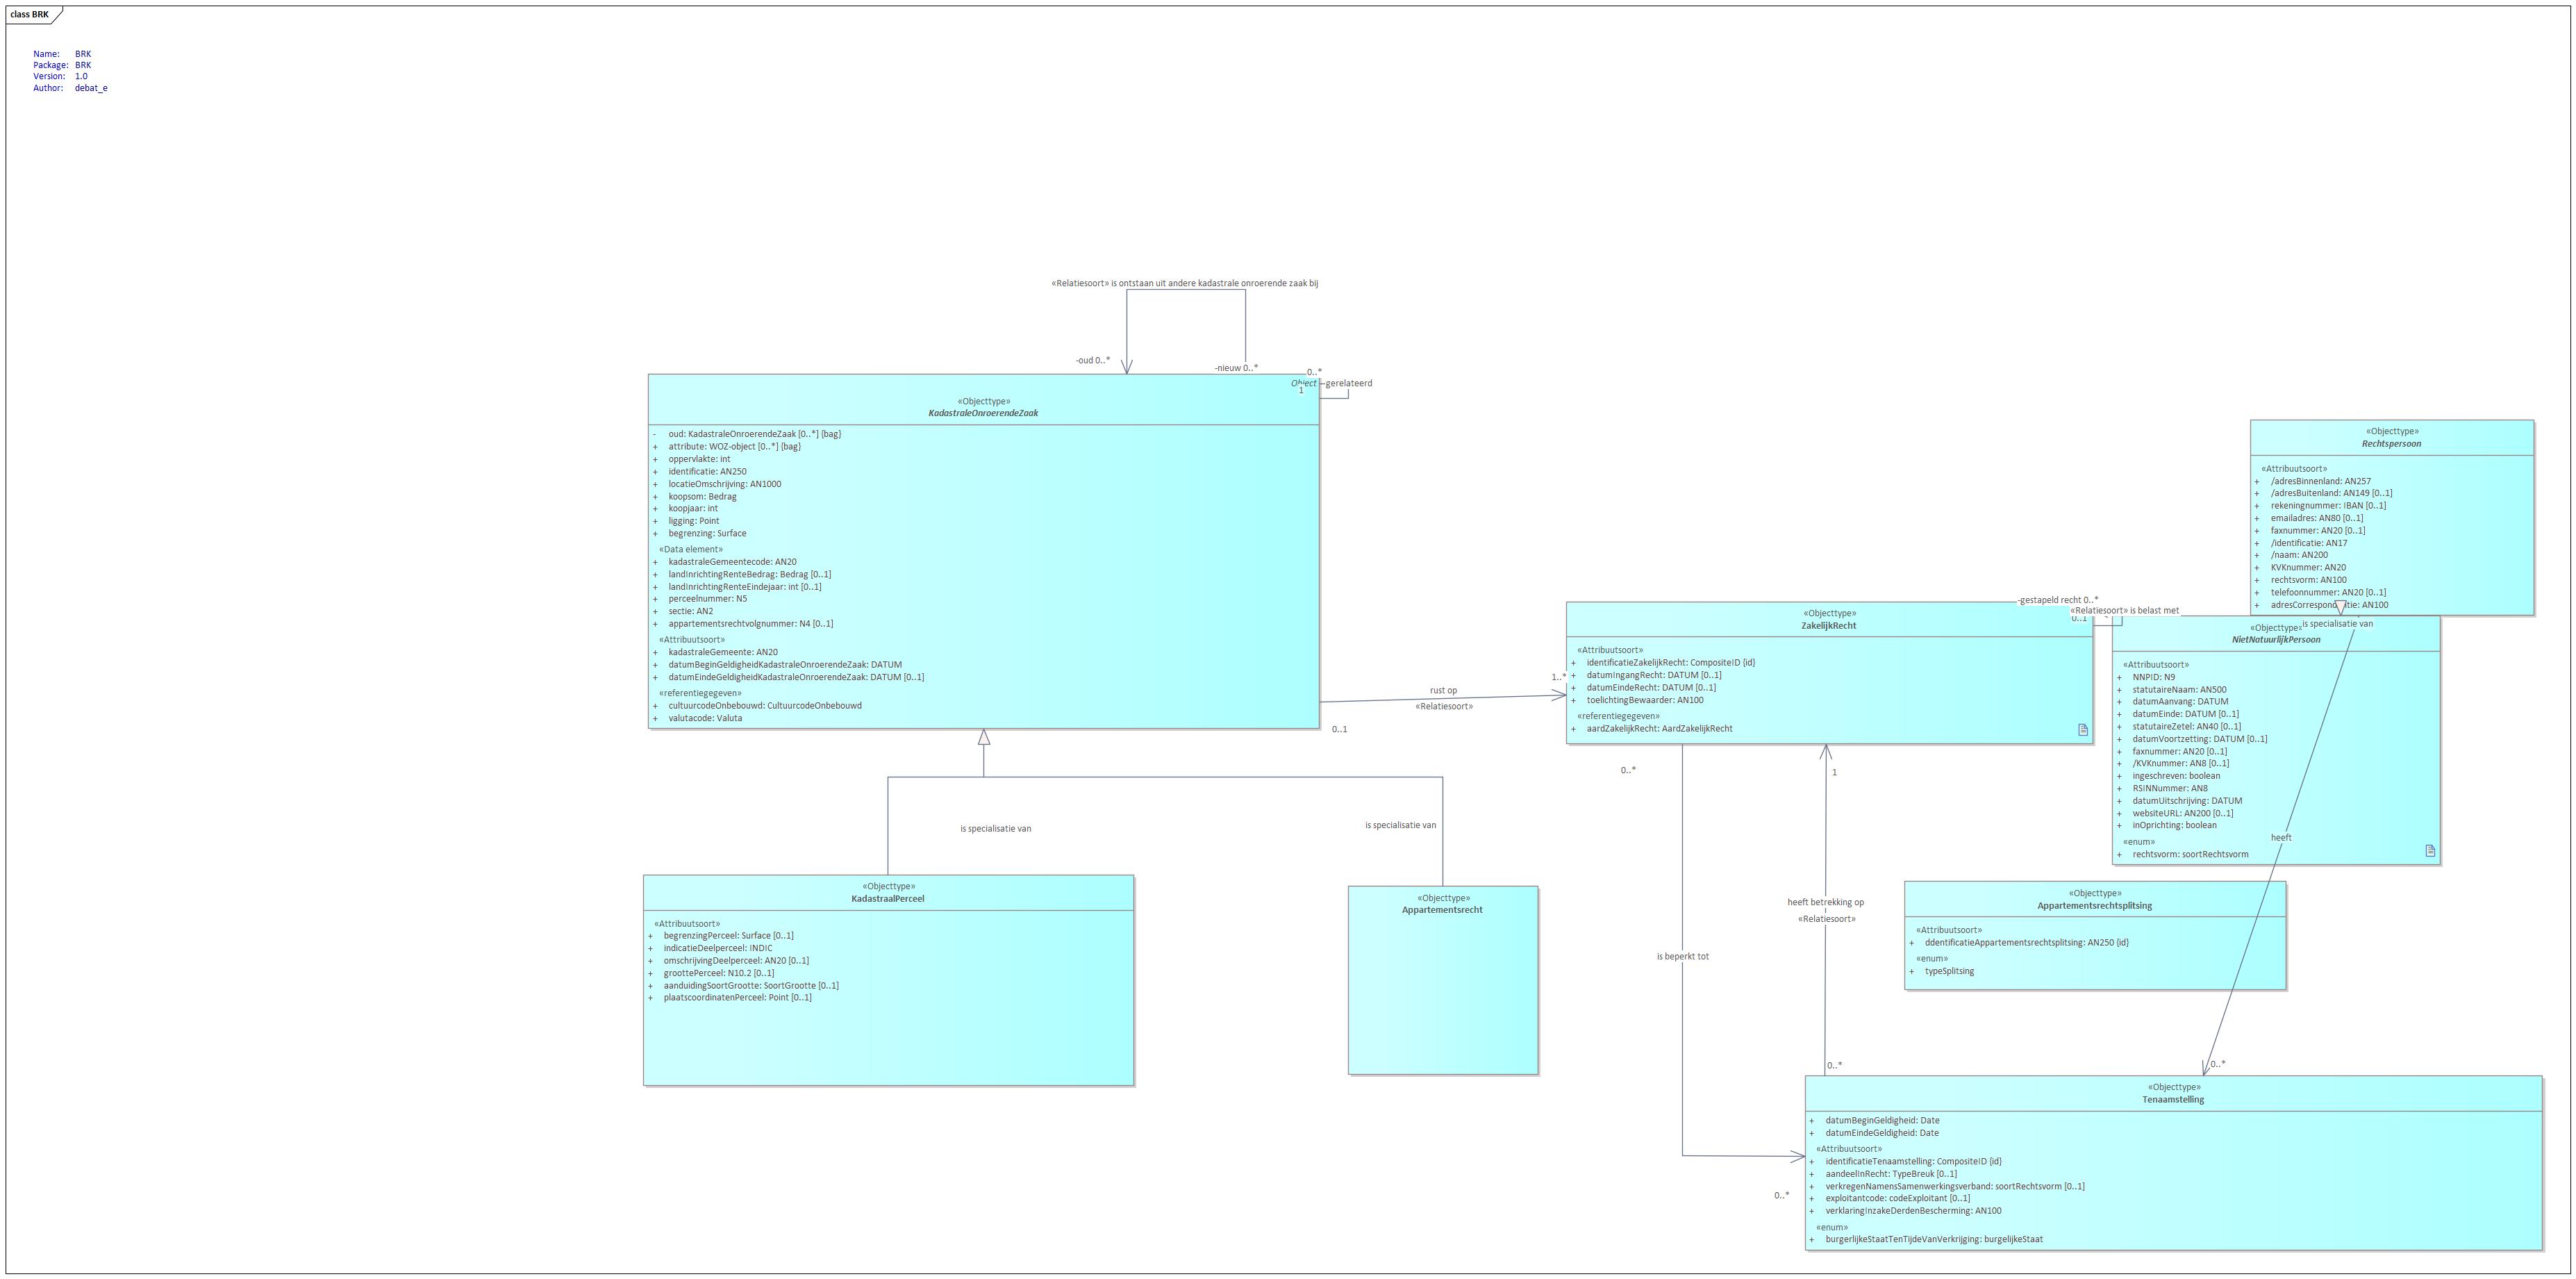 class BRK
Name: BRK
Package: BRK
Version: 1.0
Author: debat_e
«Relatiesoort» is ontstaan uit andere kadastrale onroerende zaak bij
-oud 0..*
-nieuw 0..*
0..*
Object
-gerelateerd
1
«Objecttype»
KadastraleOnroerendeZaak
- oud: KadastraleOnroerendeZaak [0..*] {bag}
+ attribute: WOZ-object [0..*] {bag}
+ oppervlakte: int
+ identificatie: AN250
+ locatieOmschrijving: AN1000
+ koopsom: Bedrag
+ koopjaar: int
+ ligging: Point
+ begrenzing: Surface
«Data element»
+ kadastraleGemeentecode: AN20
+ landInrichtingRenteBedrag: Bedrag [0..1]
+ landInrichtingRenteEindejaar: int [0..1]
+ perceelnummer: N5
+ sectie: AN2
+ appartementsrechtvolgnummer: N4 [0..1]
«Attribuutsoort»
+ kadastraleGemeente: AN20
+ datumBeginGeldigheidKadastraleOnroerendeZaak: DATUM
+ datumEindeGeldigheidKadastraleOnroerendeZaak: DATUM [0..1]
«referentiegegeven»
+ cultuurcodeOnbebouwd: CultuurcodeOnbebouwd
+ valutacode: Valuta
rust op
«Relatiesoort»
1..*
0..1
«Objecttype»
Rechtspersoon
«Attribuutsoort»
+ /adresBinnenland: AN257
+ /adresBuitenland: AN149 [0..1]
+ rekeningnummer: IBAN [0..1]
+ emailadres: AN80 [0..1]
+ faxnummer: AN20 [0..1]
+ /identificatie: AN17
+ /naam: AN200
+ KVKnummer: AN20
+ rechtsvorm: AN100
+ telefoonnummer: AN20 [0..1]
+ adresCorrespondentie: AN100
-gestapeld recht 0..*
«Relatiesoort» is belast met
0..1
«Objecttype»
ZakelijkRecht
«Attribuutsoort»
+ identificatieZakelijkRecht: CompositeID {id}
+ datumIngangRecht: DATUM [0..1]
+ datumEindeRecht: DATUM [0..1]
+ toelichtingBewaarder: AN100
«referentiegegeven»
+ aardZakelijkRecht: AardZakelijkRecht
is specialisatie van
«Objecttype»
NietNatuurlijkPersoon
«Attribuutsoort»
+ NNPID: N9
+ statutaireNaam: AN500
+ datumAanvang: DATUM
+ datumEinde: DATUM [0..1]
+ statutaireZetel: AN40 [0..1]
+ datumVoortzetting: DATUM [0..1]
+ faxnummer: AN20 [0..1]
+ /KVKnummer: AN8 [0..1]
+ ingeschreven: boolean
+ RSINNummer: AN8
+ datumUitschrijving: DATUM
+ websiteURL: AN200 [0..1]
+ inOprichting: boolean
«enum»
+ rechtsvorm: soortRechtsvorm
heeft
0..*
1
is specialisatie van
is specialisatie van
«Objecttype»
KadastraalPerceel
«Attribuutsoort»
+ begrenzingPerceel: Surface [0..1]
+ indicatieDeelperceel: INDIC
+ omschrijvingDeelperceel: AN20 [0..1]
+ groottePerceel: N10.2 [0..1]
+ aanduidingSoortGrootte: SoortGrootte [0..1]
+ plaatscoordinatenPerceel: Point [0..1]
«Objecttype»
Appartementsrecht
heeft betrekking op
«Relatiesoort»
is beperkt tot
«Objecttype»
Appartementsrechtsplitsing
«Attribuutsoort»
+ ddentificatieAppartementsrechtsplitsing: AN250 {id}
«enum»
+ typeSplitsing
0..*
0..*
0..*
«Objecttype»
Tenaamstelling
+ datumBeginGeldigheid: Date
+ datumEindeGeldigheid: Date
«Attribuutsoort»
+ identificatieTenaamstelling: CompositeID {id}
+ aandeelInRecht: TypeBreuk [0..1]
+ verkregenNamensSamenwerkingsverband: soortRechtsvorm [0..1]
+ exploitantcode: codeExploitant [0..1]
+ verklaringInzakeDerdenBescherming: AN100
«enum»
+ burgerlijkeStaatTenTijdeVanVerkrijging: burgelijkeStaat